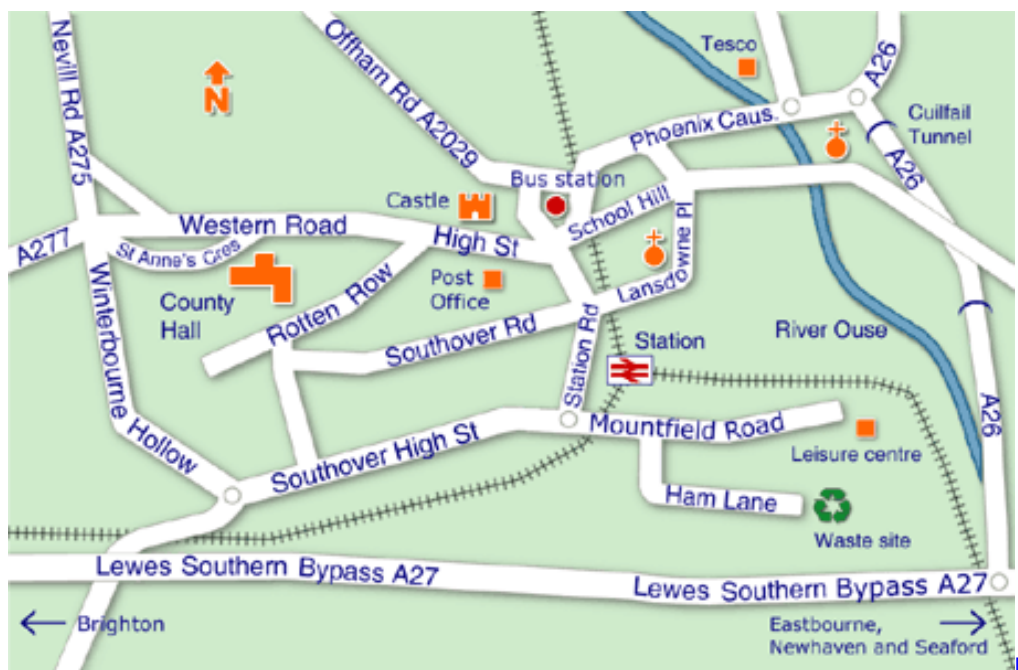 Nevill Rd A275
Offham Rd A2029
N
Tesco
A26
Phoenix Caus.
Cuilfail
Tunnel
A26
Bus station
Castle
School Hill
Western Road
High St
A277
St Anne's Cres
Lansdowne Pl
Post
Office
County
Hall
Rotten Row
Winterbourne Hollow
Southover Rd
Station Rd
Station
River Ouse
A26
Mountfield Road
Southover High St
Leisure centre
Ham Lane
Waste site
Lewes Southern Bypass A27
Lewes Southern Bypass A27
Brighton
Eastbourne,
Newhaven and Seaford